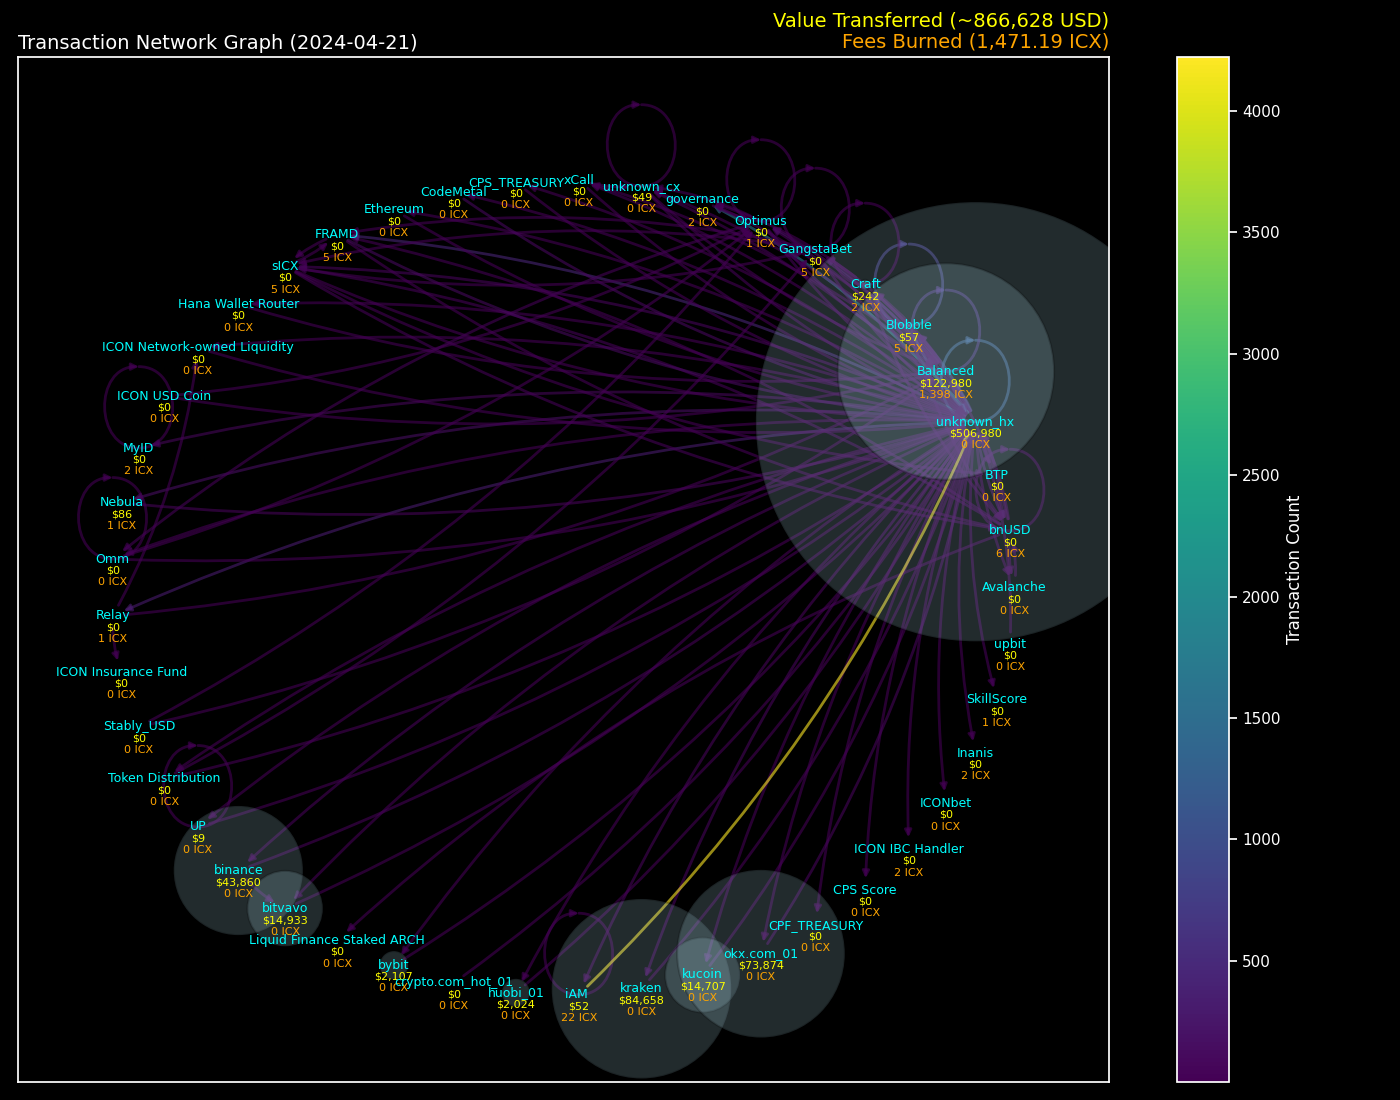 Value Transferred (~866,628 USD)
Transaction Network Graph (2024-04-21)
Fees Burned (1,471.19 ICX)
xCall
$0
0 ICX
CPS_TREASURY
$0
0 ICX
CodeMetal
$0
0 ICX
Ethereum
$0
0 ICX
FRAMD
$0
5 ICX
sICX
$0
5 ICX
Hana Wallet Router
$0
0 ICX
ICON Network-owned Liquidity
$0
0 ICX
ICON USD Coin
$0
0 ICX
MyID
$0
2 ICX
Nebula
$86
1 ICX
Omm
$0
0 ICX
Relay
$0
1 ICX
ICON Insurance Fund
$0
0 ICX
Stably_USD
$0
0 ICX
Token Distribution
$0
0 ICX
UP
$9
0 ICX
binance
$43,860
0 ICX
bitvavo
$14,933
0 ICX
Liquid Finance Staked ARCH
$0
0 ICX
bybit
$2,107
0 ICX
crypto.com_hot_01
$0
0 ICX
huobi_01
$2,024
0 ICX
iAM
$52
22 ICX
kraken
$84,658
0 ICX
kucoin
$14,707
0 ICX
okx.com_01
$73,874
0 ICX
CPF_TREASURY
$0
0 ICX
CPS Score
$0
0 ICX
ICON IBC Handler
$0
2 ICX
ICONbet
$0
0 ICX
Inanis
$0
2 ICX
SkillScore
$0
1 ICX
upbit
$0
0 ICX
Avalanche
$0
0 ICX
bnUSD
$0
6 ICX
BTP
$0
0 ICX
unknown_hx
$506,980
0 ICX
Balanced
$122,980
1,398 ICX
Blobble
$57
5 ICX
Craft
$242
2 ICX
GangstaBet
$0
5 ICX
Optimus
$0
1 ICX
governance
$0
2 ICX
unknown_cx
$49
0 ICX
4000
3500
3000
2500
2000
1500
1000
500
Transaction Count